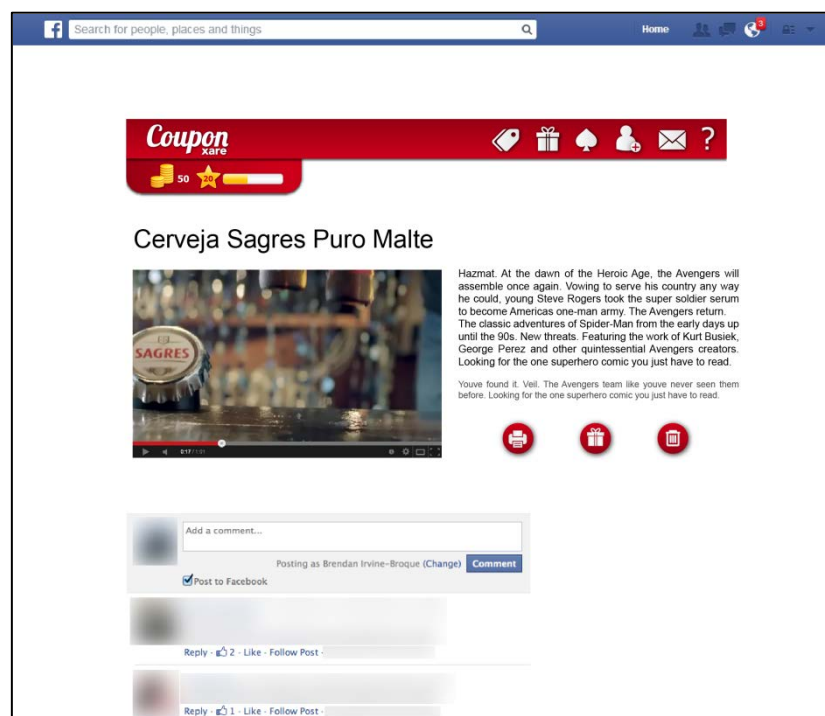 Search for people, places and things
Home
3
Coupon
xare
?
50
20
Cerveja Sagres Puro Malte
SAGRES
0:17 / 1:01
Hazmat. At the dawn of the Heroic Age, the Avengers will
assemble once again. Vowing to serve his country any way
he could, young Steve Rogers took the super soldier serum
to become Americas one-man army. The Avengers return.
The classic adventures of Spider-Man from the early days up
until the 90s. New threats. Featuring the work of Kurt Busiek,
George Perez and other quintessential Avengers creators.
Looking for the one superhero comic you just have to read.
Youve found it. Veil. The Avengers team like youve never seen them
before. Looking for the one superhero comic you just have to read.
Add a comment...
Posting as Brendan Irvine-Broque (Change) Comment
Post to Facebook
Reply · 2 · Like · Follow Post ·
Reply · 1 · Like · Follow Post ·